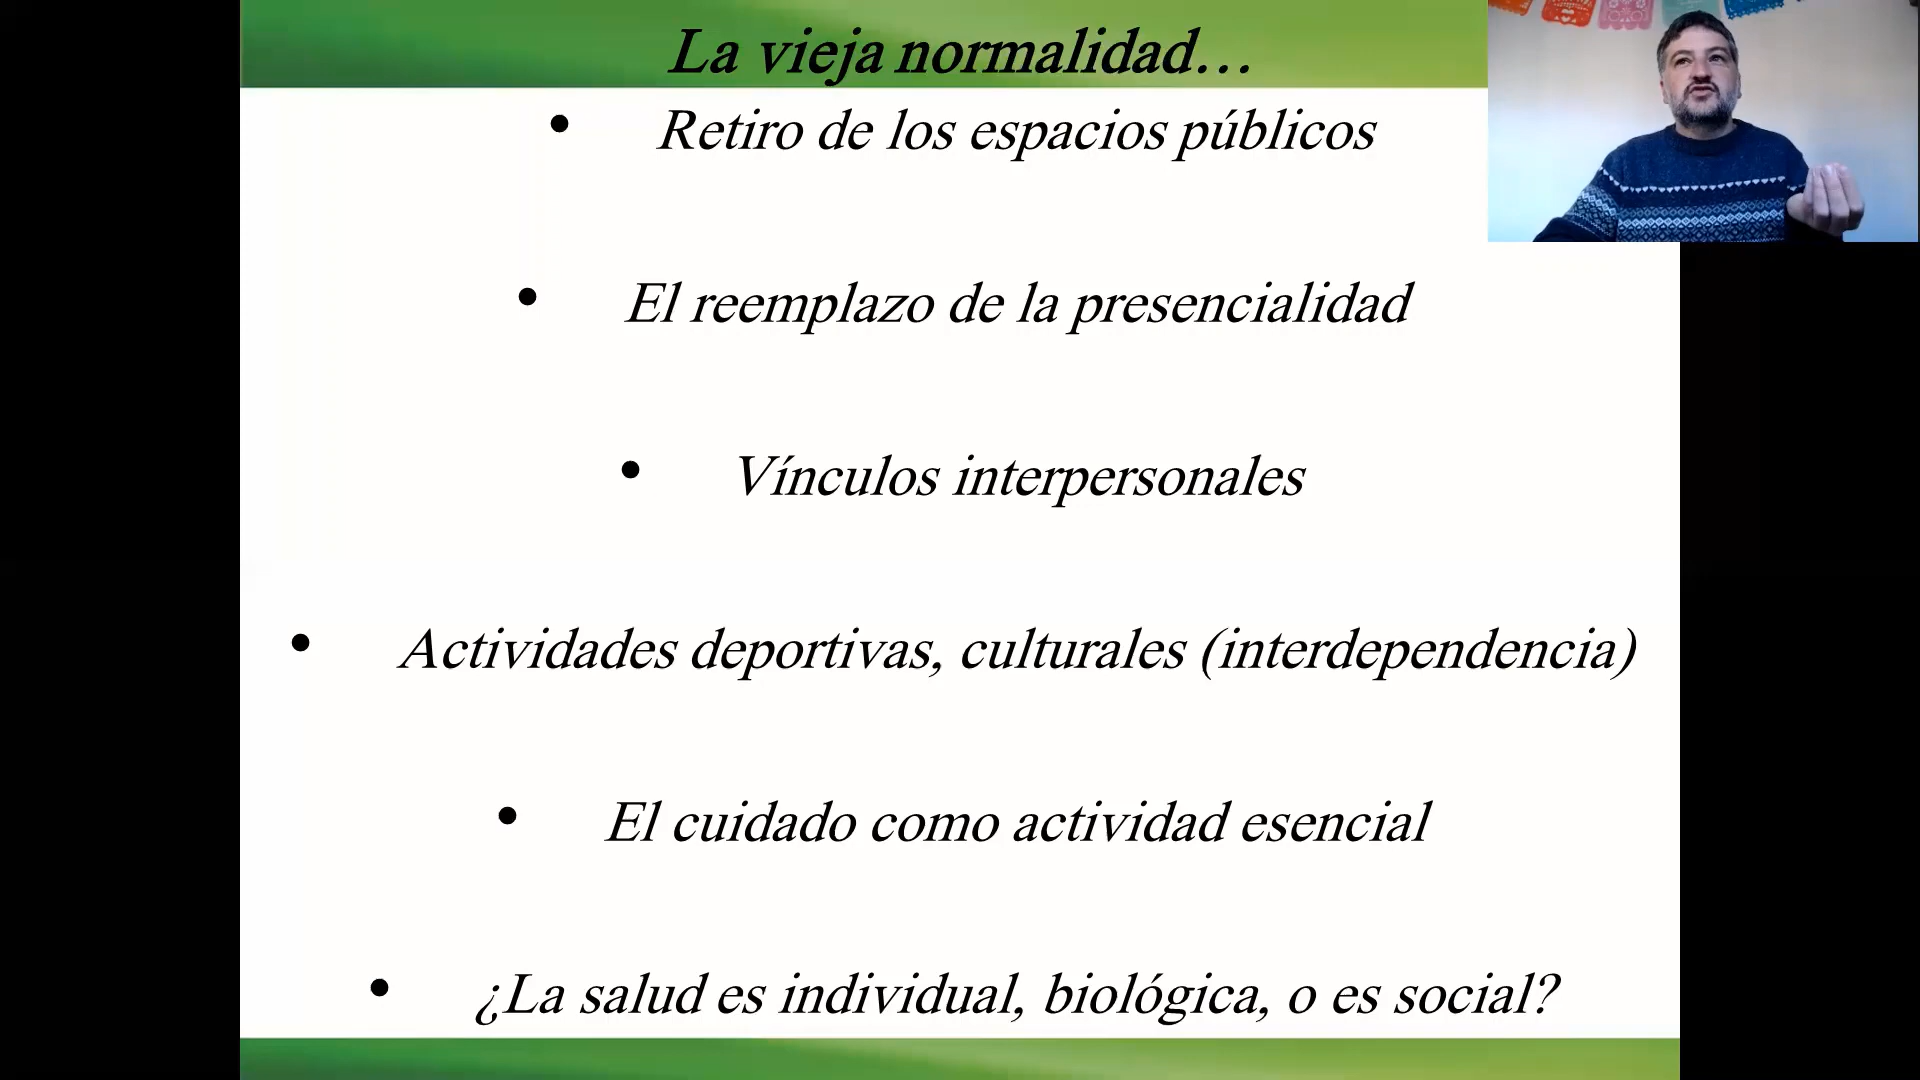 La vieja normalidad…
• Retiro de los espacios públicos
• El reemplazo de la presencialidad
• Vínculos interpersonales
• Actividades deportivas, culturales (interdependencia)
• El cuidado como actividad esencial
• ¿La salud es individual, biológica, o es social?